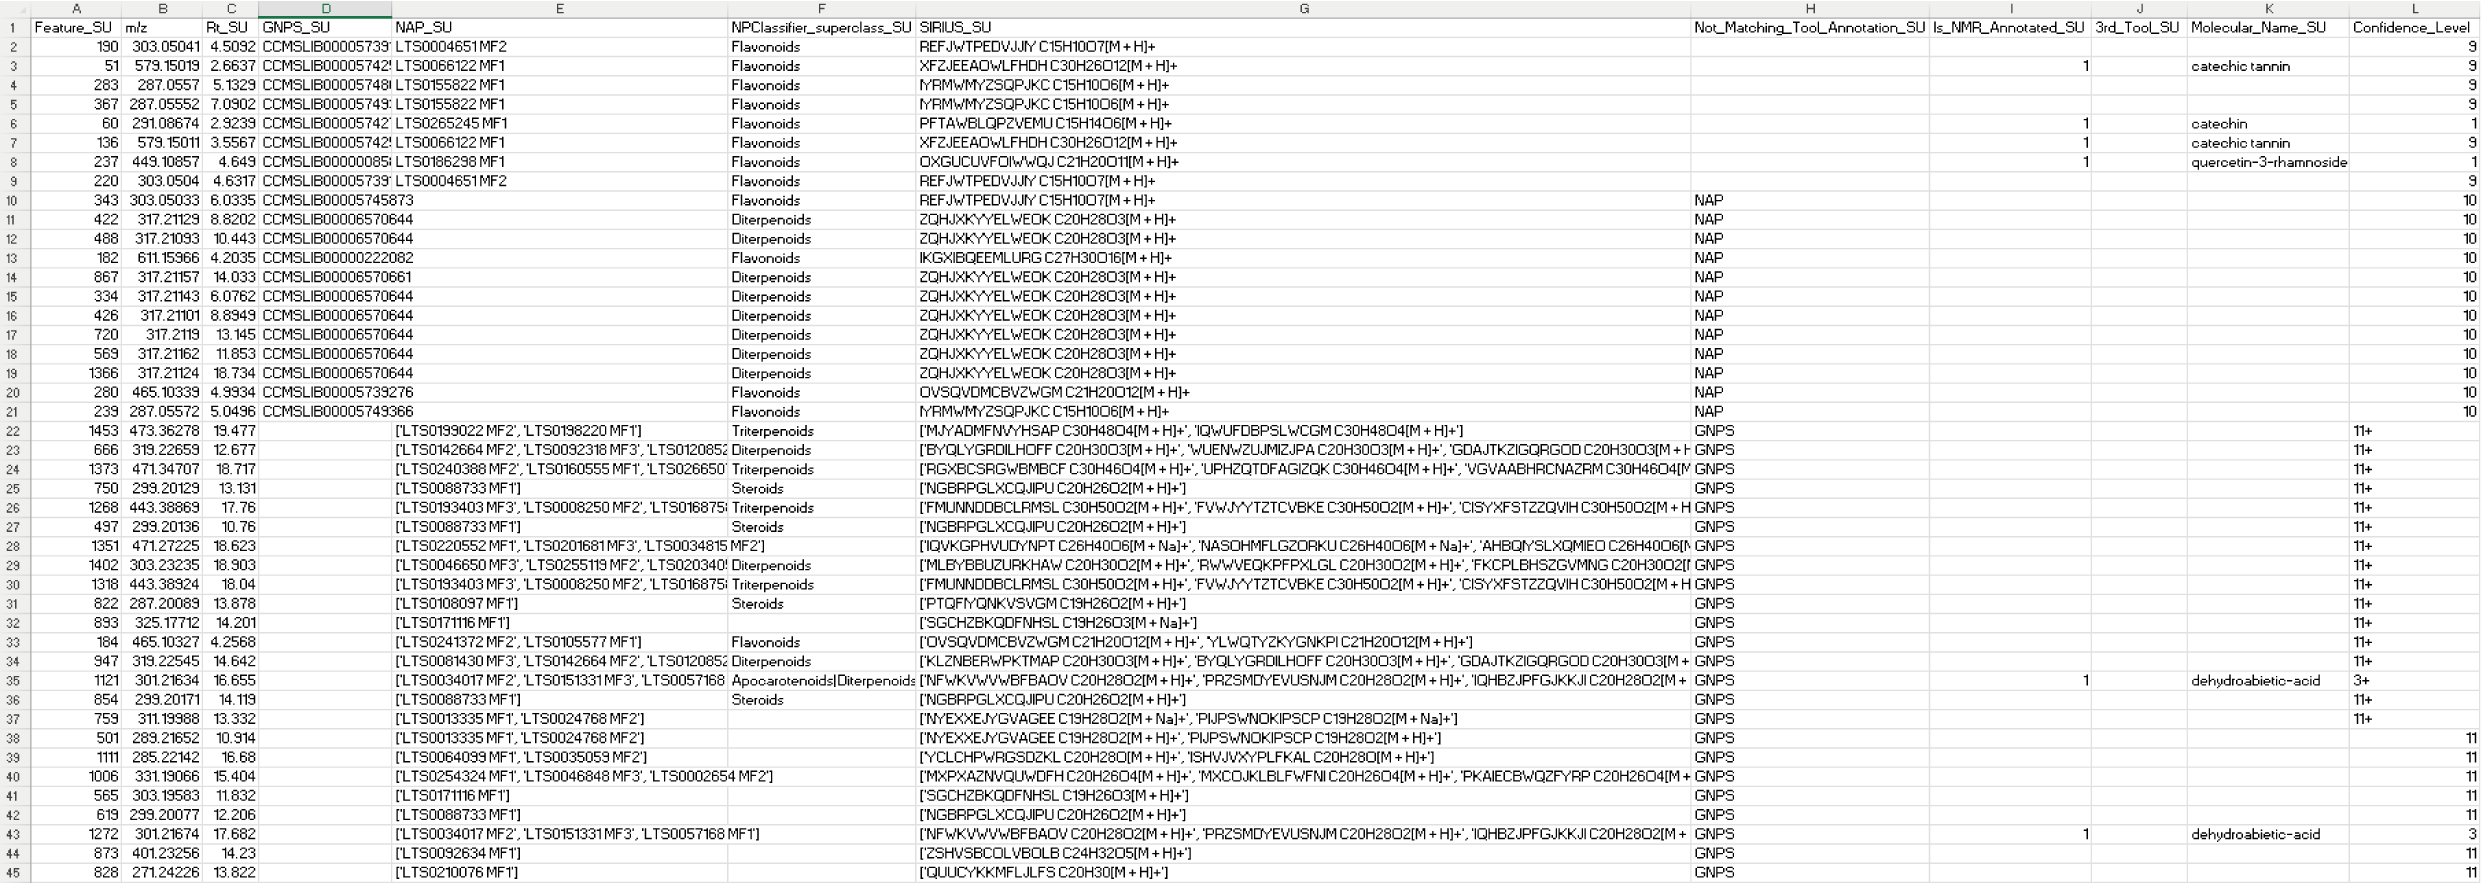 A B C D E F G H I J K L
1 Feature_SU m/z Rt_SU GNPS_SU NAP_SU NPClassifier_superclass_SU SIRIUS_SU Not_Matching_Tool_Annotation_SU Is_NMR_Annotated_SU 3rd_Tool_SU Molecular_Name_SU Confidence_Level
2 190 303.05041 4.5092 CCMSLIB00005739 LTS0004651 MF2 Flavonoids REFJWTPEDVJJIY C15H10O7[M + H]+ 9
3 51 579.15019 2.6637 CCMSLIB00005742 LTS0066122 MF1 Flavonoids XFZJEEAOWLFHDH C30H26O12[M + H]+ 1 catechic tannin 9
4 283 287.0557 5.1329 CCMSLIB00005748 LTS0155822 MF1 Flavonoids IYRMWMYZSQPJKC C15H10O6[M + H]+ 9
5 367 287.05552 7.0902 CCMSLIB00005749 LTS0155822 MF1 Flavonoids IYRMWMYZSQPJKC C15H10O6[M + H]+ 9
6 60 291.08674 2.9239 CCMSLIB00005742 LTS0265245 MF1 Flavonoids PFTAWBLQPZVEMU C15H14O6[M + H]+ 1 catechin 1
7 136 579.15011 3.5567 CCMSLIB00005742 LTS0066122 MF1 Flavonoids XFZJEEAOWLFHDH C30H26O12[M + H]+ 1 catechic tannin 9
8 237 449.10857 4.649 CCMSLIB00000085 LTS0186298 MF1 Flavonoids OXGUCUVFOIWWQJ C21H20O11[M + H]+ 1 quercetin-3-rhamnoside 1
9 220 303.0504 4.6317 CCMSLIB00005739 LTS0004651 MF2 Flavonoids REFJWTPEDVJJIY C15H10O7[M + H]+ 9
10 343 303.05033 6.0335 CCMSLIB00005745873 Flavonoids REFJWTPEDVJJIY C15H10O7[M + H]+ NAP 10
11 422 317.21129 8.8202 CCMSLIB00006570644 Diterpenoids ZQHJXKYYELWEOK C20H28O3[M + H]+ NAP 10
12 488 317.21093 10.443 CCMSLIB00006570644 Diterpenoids ZQHJXKYYELWEOK C20H28O3[M + H]+ NAP 10
13 182 611.15966 4.2035 CCMSLIB00000222082 Flavonoids IKGXIBQEEMLURG C27H30O16[M + H]+ NAP 10
14 867 317.21157 14.033 CCMSLIB00006570661 Diterpenoids ZQHJXKYYELWEOK C20H28O3[M + H]+ NAP 10
15 334 317.21143 6.0762 CCMSLIB00006570644 Diterpenoids ZQHJXKYYELWEOK C20H28O3[M + H]+ NAP 10
16 426 317.21101 8.8949 CCMSLIB00006570644 Diterpenoids ZQHJXKYYELWEOK C20H28O3[M + H]+ NAP 10
17 720 317.2119 13.145 CCMSLIB00006570644 Diterpenoids ZQHJXKYYELWEOK C20H28O3[M + H]+ NAP 10
18 569 317.21162 11.853 CCMSLIB00006570644 Diterpenoids ZQHJXKYYELWEOK C20H28O3[M + H]+ NAP 10
19 1366 317.21124 18.734 CCMSLIB00006570644 Diterpenoids ZQHJXKYYELWEOK C20H28O3[M + H]+ NAP 10
20 280 465.10339 4.9934 CCMSLIB00005739276 Flavonoids OVSQVDMCBVZWGM C21H20O12[M + H]+ NAP 10
21 239 287.05572 5.0496 CCMSLIB00005749366 Flavonoids IYRMWMYZSQPJKC C15H10O6[M + H]+ NAP 10
22 1453 473.36278 19.477 ['LTS0199022 MF2', 'LTS0198220 MF1'] Triterpenoids ['MJYADMFNVYHSAP C30H48O4[M + H]+', 'IQWUFDBPSLWCGM C30H48O4[M + H]+'] GNPS 11+
23 666 319.22659 12.677 ['LTS0142664 MF2', 'LTS0092318 MF3', 'LTS0120852 Diterpenoids ['BYQLYGRDILHOFF C20H30O3[M + H]+', 'WUENWZUJMIZJPA C20H30O3[M + H]+', 'GDAJTKZIGQRGOD C20H30O3[M + H GNPS 11+
24 1373 471.34707 18.717 ['LTS0240388 MF2', 'LTS0160555 MF1', 'LTS0266507 Triterpenoids ['RGXBCSRGWBMBCF C30H46O4[M + H]+', 'UPHZQTDFAGIZQK C30H46O4[M + H]+', 'VGVAABHRCNAZRM C30H46O4[M GNPS 11+
25 750 299.20129 13.131 ['LTS0088733 MF1'] Steroids ['NGBRPGLXCQJIPU C20H26O2[M + H]+'] GNPS 11+
26 1268 443.38869 17.76 ['LTS0193403 MF3', 'LTS0008250 MF2', 'LTS016875 Triterpenoids ['FMUNNDDBCLRMSL C30H50O2[M + H]+', 'FVWJYYTZTCVBKE C30H50O2[M + H]+', 'CISYXFSTZZQVIH C30H50O2[M + H GNPS 11+
27 497 299.20136 10.76 ['LTS0088733 MF1'] Steroids ['NGBRPGLXCQJIPU C20H26O2[M + H]+'] GNPS 11+
28 1351 471.27225 18.623 ['LTS0220552 MF1', 'LTS0201681 MF3', 'LTS0034815 MF2'] ['IQVKGPHVUDYNPT C26H40O6[M + Na]+', 'NASOHMFLGZORKU C26H40O6[M + Na]+', 'AHBQIYSLXQMIEO C26H40O6[M GNPS 11+
29 1402 303.23235 18.903 ['LTS0046650 MF3', 'LTS0255119 MF2', 'LTS020340 Diterpenoids ['MLBYBBUZURKHAW C20H30O2[M + H]+', 'RWWVEQKPFPXLGL C20H30O2[M + H]+', 'FKCPLBHSZGVMNG C20H30O2[ GNPS 11+
30 1318 443.38924 18.04 ['LTS0193403 MF3', 'LTS0008250 MF2', 'LTS016875 Triterpenoids ['FMUNNDDBCLRMSL C30H50O2[M + H]+', 'FVWJYYTZTCVBKE C30H50O2[M + H]+', 'CISYXFSTZZQVIH C30H50O2[M + H GNPS 11+
31 822 287.20089 13.878 ['LTS0108097 MF1'] Steroids ['PTQFIYQNKVSVGM C19H26O2[M + H]+'] GNPS 11+
32 893 325.17712 14.201 ['LTS0171116 MF1'] ['SGCHZBKQDFNHSL C19H26O3[M + Na]+'] GNPS 11+
33 184 465.10327 4.2568 ['LTS0241372 MF2', 'LTS0105577 MF1'] Flavonoids ['OVSQVDMCBVZWGM C21H20O12[M + H]+', 'YLWQTYZKYGNKPI C21H20O12[M + H]+'] GNPS 11+
34 947 319.22545 14.642 ['LTS0081430 MF3', 'LTS0142664 MF2', 'LTS0120852 Diterpenoids ['KLZNBERWPKTMAP C20H30O3[M + H]+', 'BYQLYGRDILHOFF C20H30O3[M + H]+', 'GDAJTKZIGQRGOD C20H30O3[M + GNPS 11+
35 1121 301.21634 16.655 ['LTS0034017 MF2', 'LTS0151331 MF3', 'LTS0057168 Apocarotenoids|Diterpenoids ['NFWKVWVWBFBAOV C20H28O2[M + H]+', 'PRZSMDYEVUSNJM C20H28O2[M + H]+', 'IQHBZJPFGJKKJI C20H28O2[M + GNPS 1 dehydroabietic-acid 3+
36 854 299.20171 14.119 ['LTS0088733 MF1'] Steroids ['NGBRPGLXCQJIPU C20H26O2[M + H]+'] GNPS 11+
37 759 311.19988 13.332 ['LTS0013335 MF1', 'LTS0024768 MF2'] ['NYEXXEJYGVAGEE C19H28O2[M + Na]+', 'PIJPSWNOKIPSCP C19H28O2[M + Na]+'] GNPS 11+
38 501 289.21652 10.914 ['LTS0013335 MF1', 'LTS0024768 MF2'] ['NYEXXEJYGVAGEE C19H28O2[M + H]+', 'PIJPSWNOKIPSCP C19H28O2[M + H]+'] GNPS 11
39 1111 285.22142 16.68 ['LTS0064099 MF1', 'LTS0035059 MF2'] ['YCLCHPWRGSDZKL C20H28O[M + H]+', 'ISHVJVXYPLFKAL C20H28O[M + H]+'] GNPS 11
40 1006 331.19066 15.404 ['LTS0254324 MF1', 'LTS0046848 MF3', 'LTS0002654 MF2'] ['MXPXAZNVQUWDFH C20H26O4[M + H]+', 'MXCOJKLBLFWFNI C20H26O4[M + H]+', 'PKAIECBWQZFYRP C20H26O4[M + GNPS 11
41 565 303.19583 11.832 ['LTS0171116 MF1'] ['SGCHZBKQDFNHSL C19H26O3[M + H]+'] GNPS 11
42 619 299.20077 12.206 ['LTS0088733 MF1'] ['NGBRPGLXCQJIPU C20H26O2[M + H]+'] GNPS 11
43 1272 301.21674 17.682 ['LTS0034017 MF2', 'LTS0151331 MF3', 'LTS0057168 MF1'] ['NFWKVWVWBFBAOV C20H28O2[M + H]+', 'PRZSMDYEVUSNJM C20H28O2[M + H]+', 'IQHBZJPFGJKKJI C20H28O2[M + GNPS 1 dehydroabietic-acid 3
44 873 401.23256 14.23 ['LTS0092634 MF1'] ['ZSHVSBCOLVBOLB C24H32O5[M + H]+'] GNPS 11
45 828 271.24226 13.822 ['LTS0210076 MF1'] ['QUUCYKKMFLJLFS C20H30[M + H]+'] GNPS 11